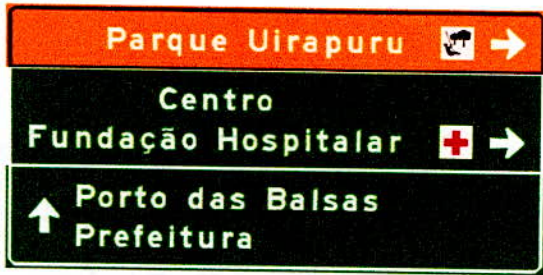 Parque Uirapuru
Centro
Fundação Hospitalar
Porto das Balsas
Prefeitura